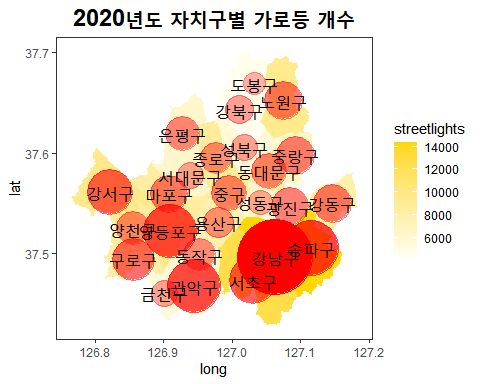 2020년도 자치구별 가로등 개수
37.7
37.6
37.5
lat
도봉구
노원구
강북구
은평구
성북구
종로구
중랑구
동대문구
서대문구
강서구
마포구
중구
성동구
광진구
강동구
양천구
영등포구
용산구
구로구
동작구
강남구
송파구
서초구
관악구
금천구
126.8 126.9 127.0 127.1 127.2
long
streetlights
14000
12000
10000
8000
6000